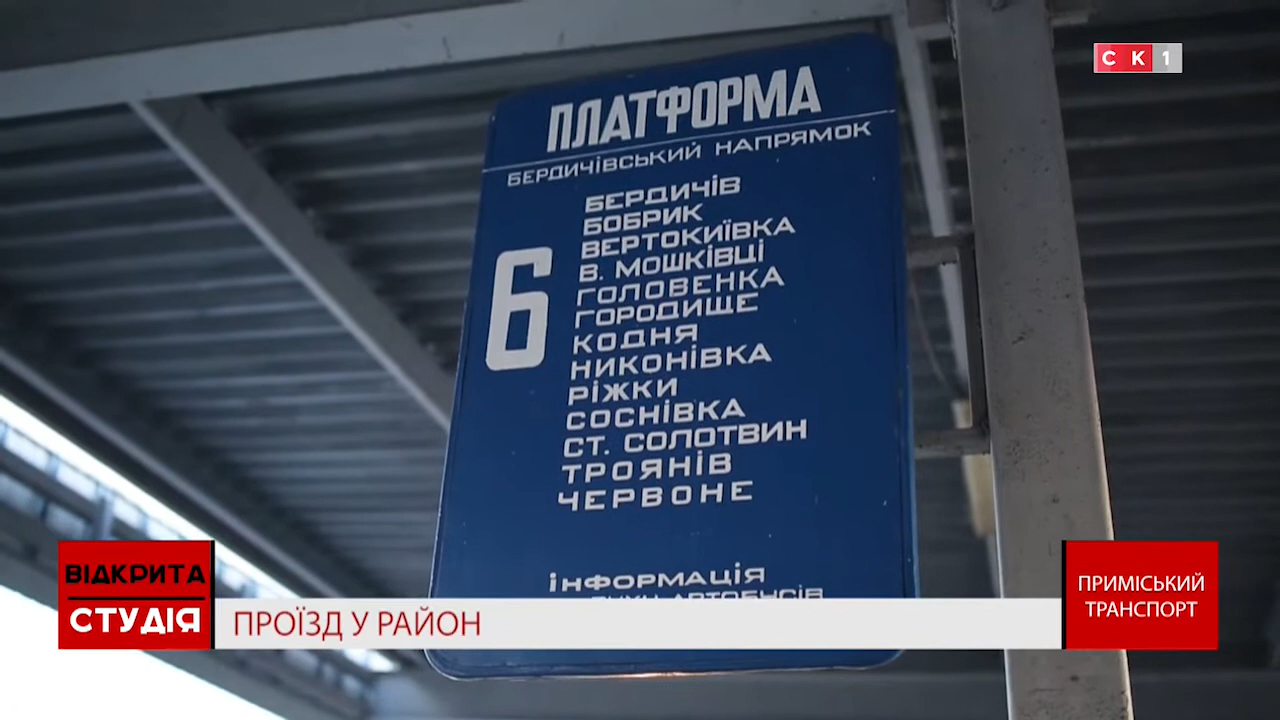 СК1
ПЛАТФОРМА
БЕРДИЧІВСЬКИЙ НАПРЯМОК
6
БЕРДИЧІВ
БОБРИК
ВЕРТОКИЇВКА
В. МОШКІВЦІ
ГОЛОВЕНКА
ГОРОДИЩЕ
КОДНЯ
НИКОНІВКА
РІЖКИ
СОСНІВКА
СТ. СОЛОТВИН
ТРОЯНІВ
ЧЕРВОНЕ
ІНФОРМАЦІЯ
АВТОБУСІВ
ВІДКРИТА
СТУДІЯ
ПРОЇЗД У РАЙОН
ПРИМІСЬКИЙ
ТРАНСПОРТ